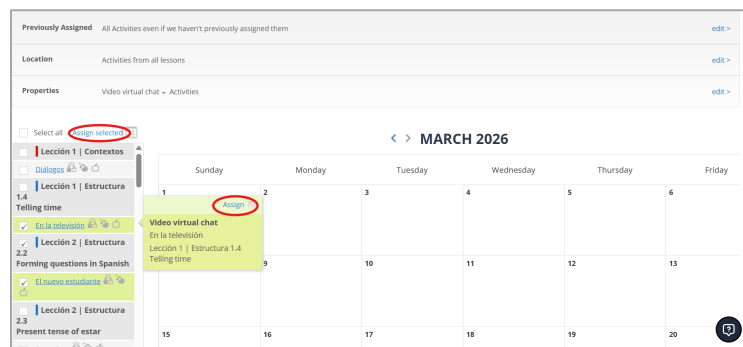 Previously Assigned All Activities even if we haven't previously assigned them edit >
Location Activities from all lessons edit >
Properties Video virtual chat Activities edit >
Select all Assign selected
< > MARCH 2026
Sunday Monday Tuesday Wednesday Thursday Friday
Lección 1 | Contextos
Diálogos
Lección 1 | Estructura
1.4
Telling time
En la televisión
Lección 2 | Estructura
2.2
Forming questions in Spanish
El nuevo estudiante
Lección 2 | Estructura
2.3
Present tense of estar
Assign
Video virtual chat
En la televisión
Lección 1 | Estructura 1.4
Telling time
1 2 3 4 5 6
9 10 11 12 13
15 16 17 18 19 20